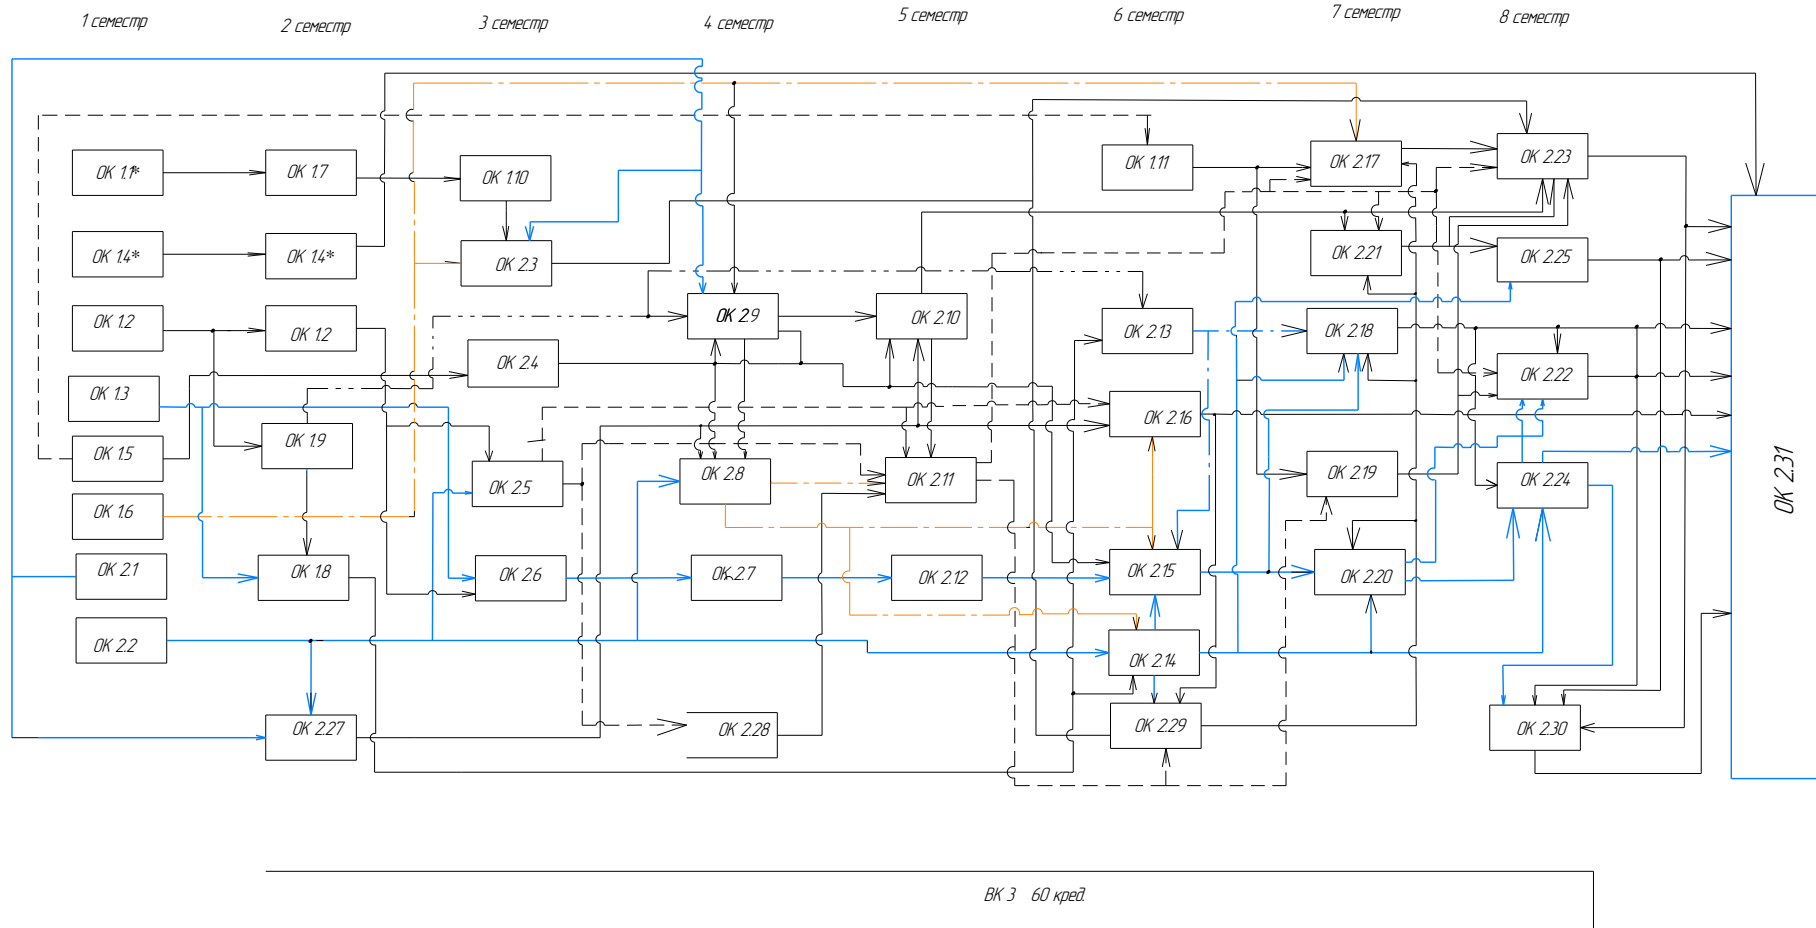 1 семестр
2 семестр
3 семестр
4 семестр
5 семестр
6 семестр
7 семестр
8 семестр
ОК 1.1*
ОК 1.7
ОК 1.10
ОК 1.11
ОК 2.17
ОК 2.23
ОК 1.4*
ОК 1.4*
ОК 2.3
ОК 2.21
ОК 2.25
ОК 1.2
ОК 1.2
ОК 2.9
ОК 2.10
ОК 2.13
ОК 2.18
ОК 2.4
ОК 2.22
ОК 1.3
ОК 1.5
ОК 1.9
ОК 2.16
ОК 2.5
ОК 2.8
ОК 2.11
ОК 2.19
ОК 2.24
ОК 2.31
ОК 1.6
ОК 2.1
ОК 1.8
ОК 2.6
ОК 2.7
ОК 2.12
ОК 2.15
ОК 2.20
ОК 2.2
ОК 2.14
ОК 2.27
ОК 2.28
ОК 2.29
ОК 2.30
ВК 3 60 кред.